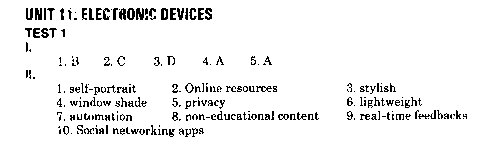 UNIT 11: ELECTRONIC DEVICES
TEST 1
I.
1. B 2. C 3. D 4. A 5. A
II.
1. self-portrait 2. Online resources 3. stylish
4. window shade 5. privacy 6. lightweight
7. automation 8. non-educational content 9. real-time feedbacks
10. Social networking apps